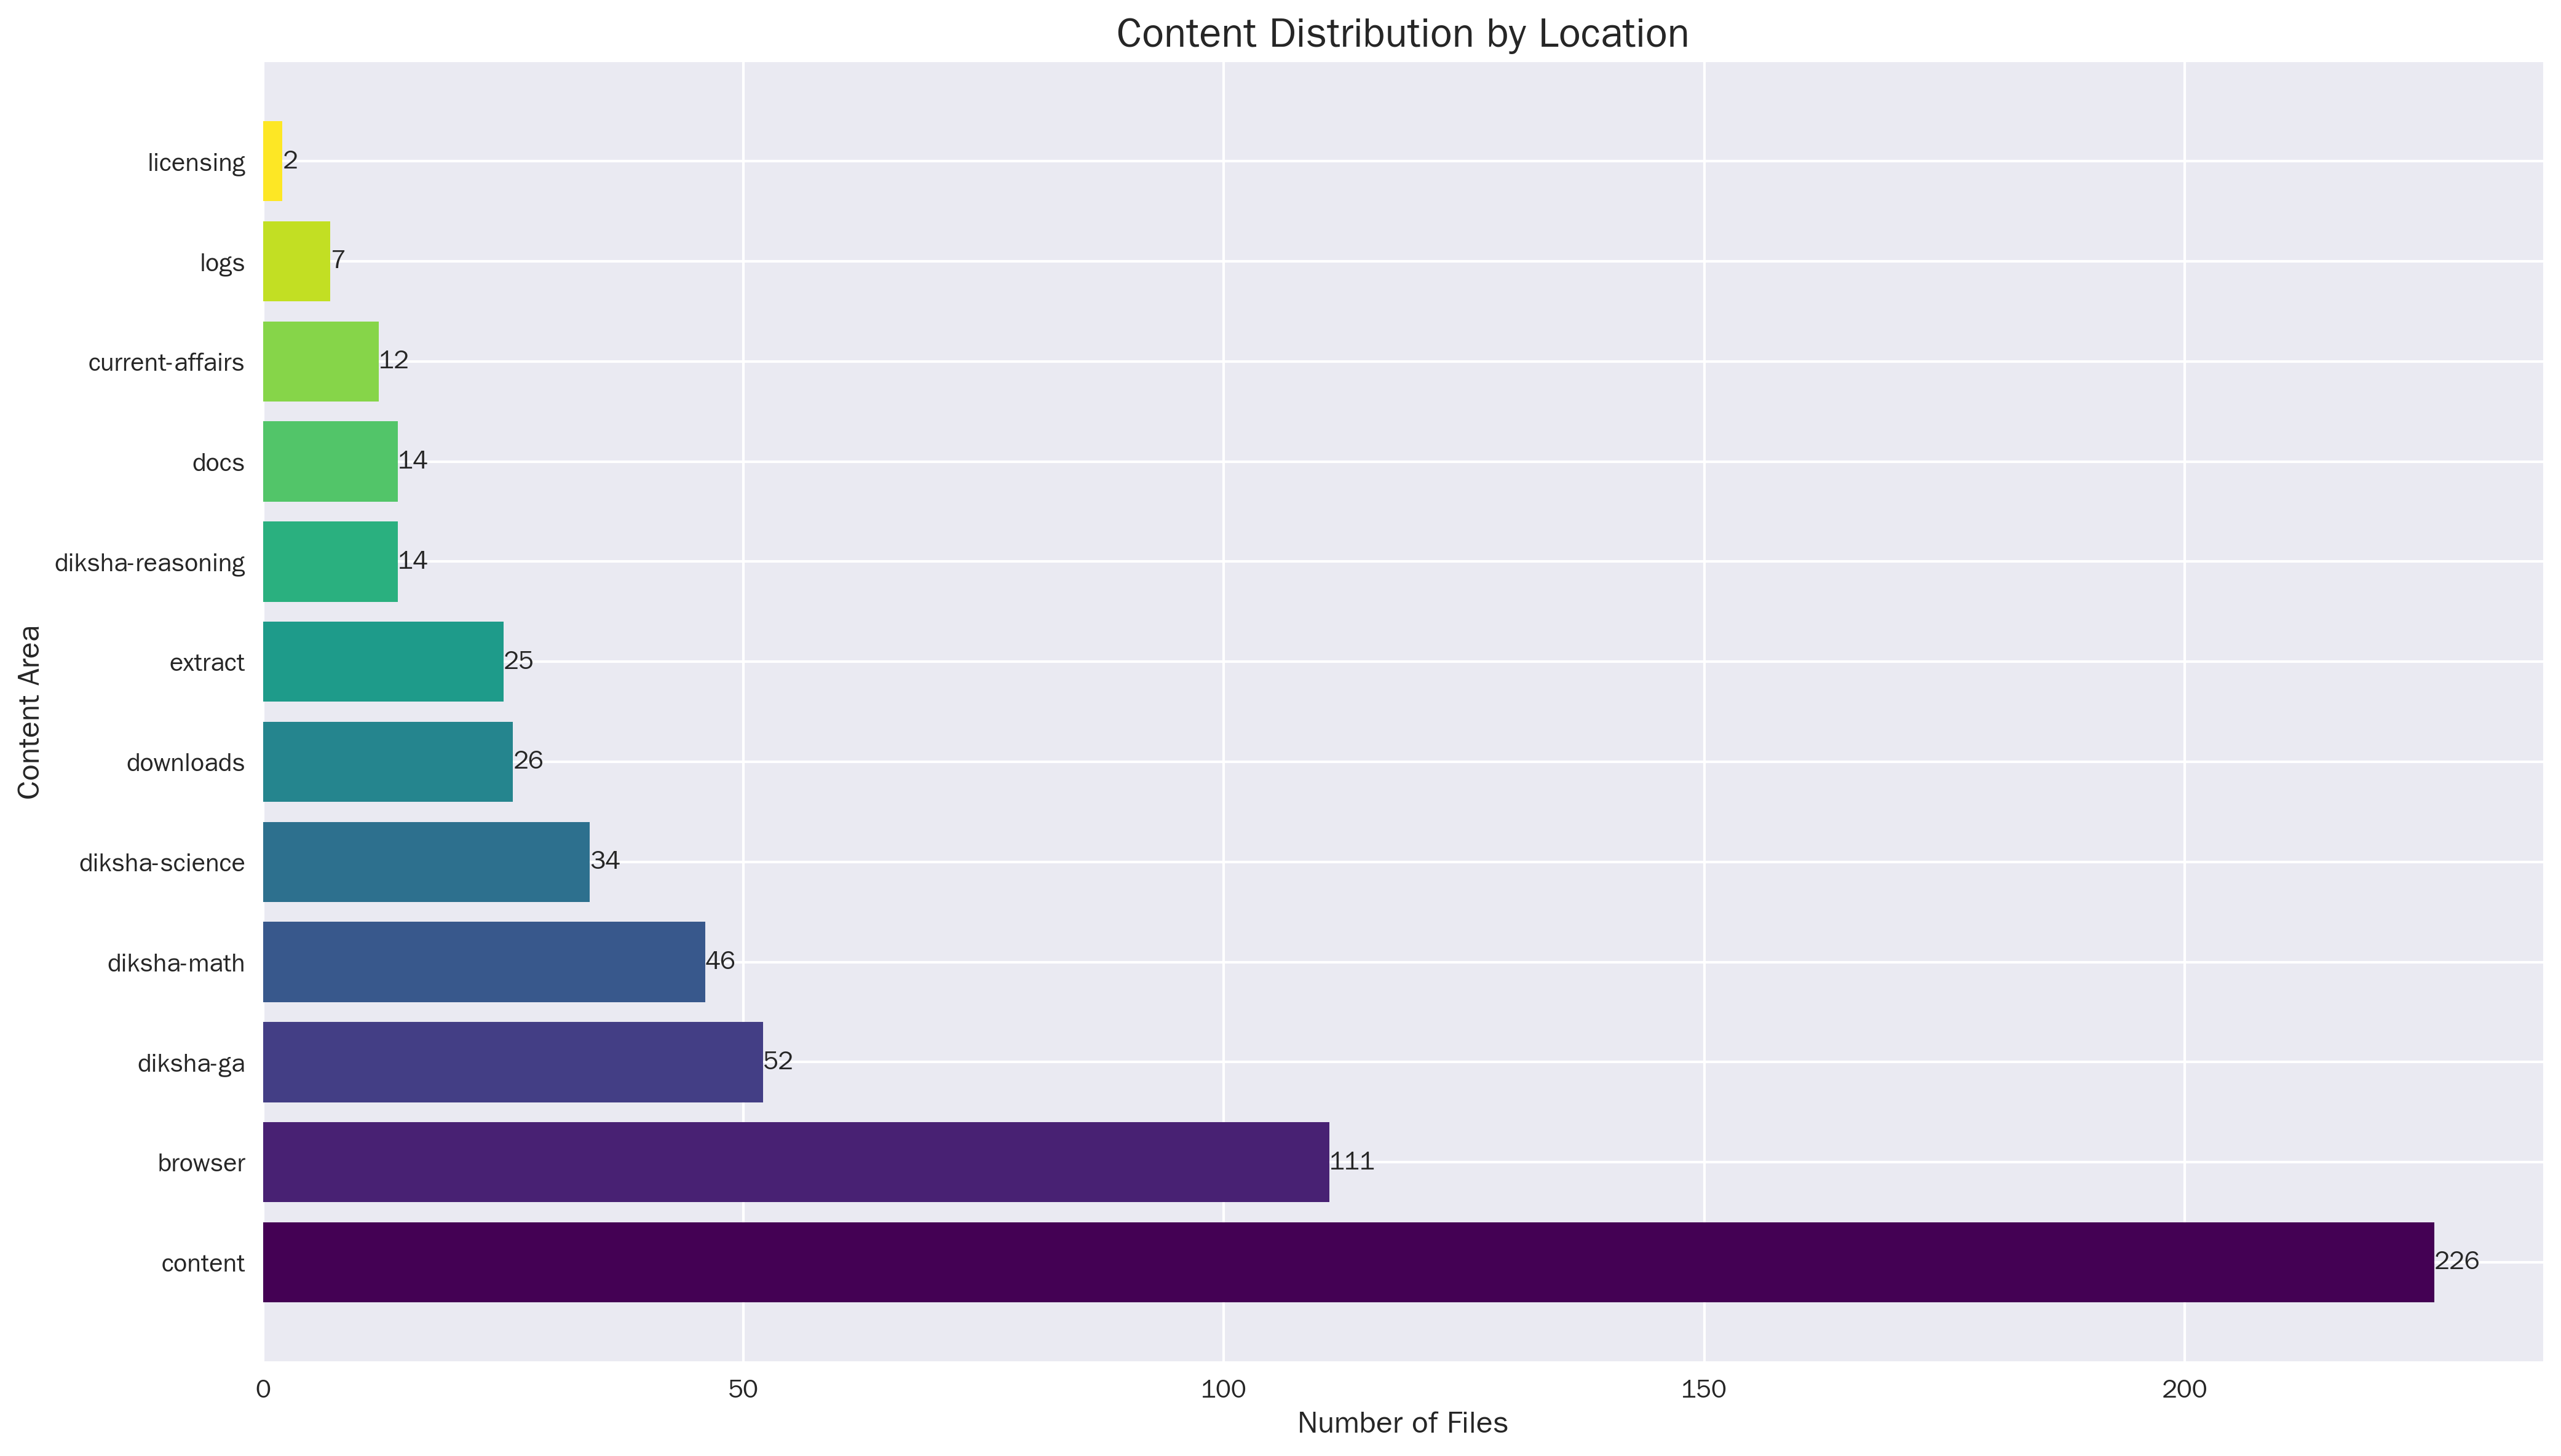 Content Distribution by Location
licensing 2
logs 7
current-affairs 12
docs 14
diksha-reasoning 14
extract 25
downloads 26
diksha-science 34
diksha-math 46
diksha-ga 52
browser 111
content 226
Content Area
0 50 100 150 200
Number of Files